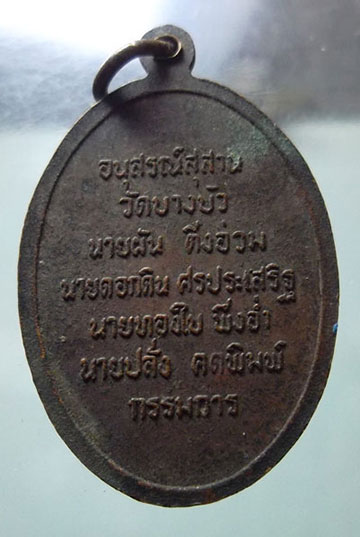 อนุสรณ์สุสาน
วัดบางบัว
นายผัน ตึงอ่วม
นายดอกดิน ศรประเสริฐ
นายทองใบ พึ่งฮ่ำ
นายปลั่ง คดพิมพ์
กรรมการ